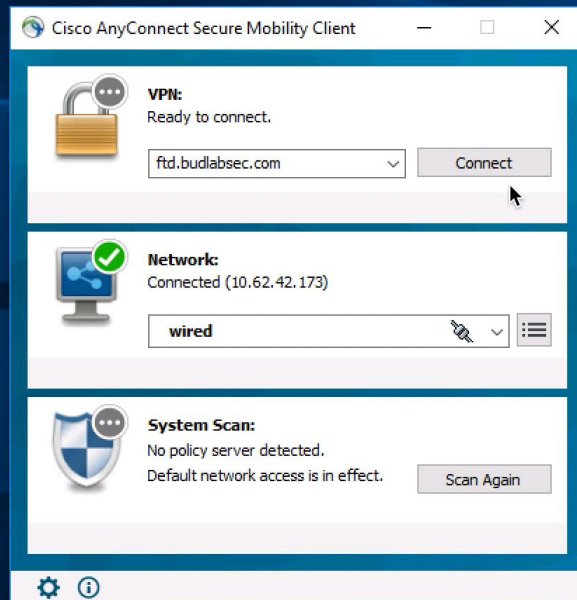 Cisco AnyConnect Secure Mobility Client
VPN:
Ready to connect.
ftd.budlabsec.com
Connect
Network:
Connected (10.62.42.173)
wired
System Scan:
No policy server detected.
Default network access is in effect.
Scan Again